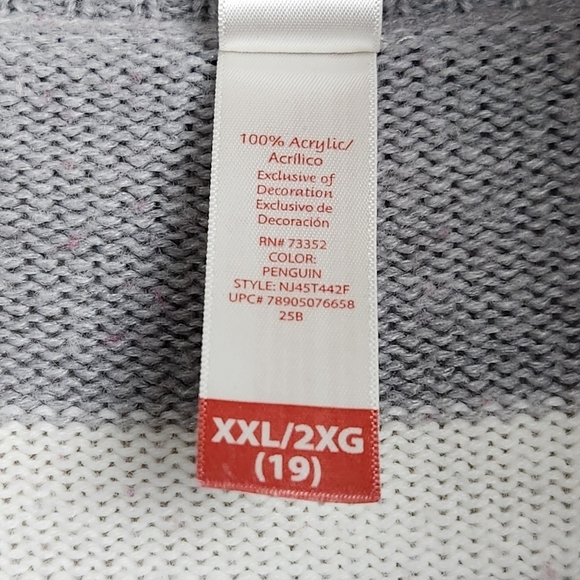 100% Acrylic/
Acrílico
Exclusive of
Decoration
Exclusivo de
Decoración
RN# 73352
COLOR:
PENGUIN
STYLE: NJ45T442F
UPC# 78905076658
25B
XXL/2XG
(19)